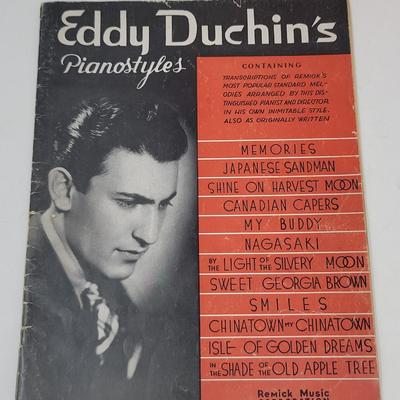 Eddy Duchin's
Pianostyles
CONTAINING
TRANSCRIPTIONS OF REMICK'S
MOST POPULAR STANDARD MEL-
ODIES ARRANGED BY THIS DIS-
TINGUISHED PIANIST AND DIRECTOR
IN HIS OWN INIMITABLE STYLE.
ALSO AS ORIGINALLY WRITTEN
MEMORIES
JAPANESE SANDMAN
SHINE ON HARVEST MOON
CANADIAN CAPERS
MY BUDDY
NAGASAKI
BY THE LIGHT OF THE SILVERY MOON
SWEET GEORGIA BROWN
SMILES
CHINATOWN MY CHINATOWN
ISLE OF GOLDEN DREAMS
IN THE SHADE OF THE OLD APPLE TREE
Remick Music
CORPORATION